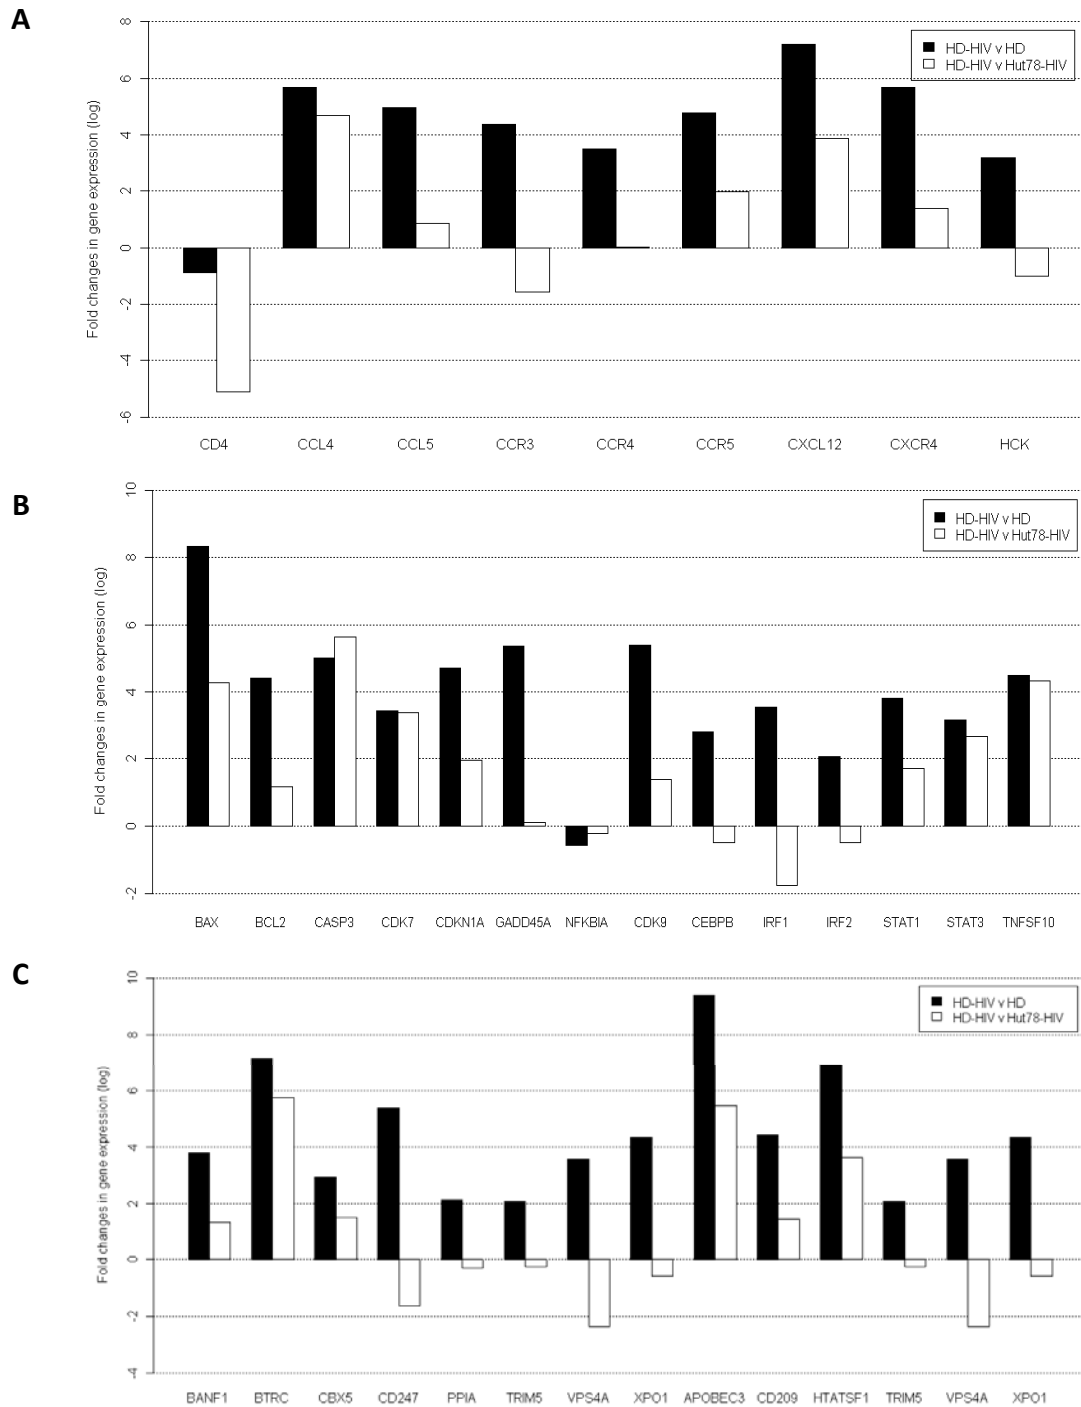 A
Fold changes in gene expression (log)
8
6
4
2
0
-2
-4
-6
HD-HIV v HD
HD-HIV v Hut78-HIV
CD4 CCL4 CCL5 CCR3 CCR4 CCR5 CXCL12 CXCR4 HCK
B
Fold changes in gene expression (log)
10
8
6
4
2
0
-2
HD-HIV v HD
HD-HIV v Hut78-HIV
BAX BCL2 CASP3 CDK7 CDKN1A GADD45A NFKBIA CDK9 CEBPB IRF1 IRF2 STAT1 STAT3 TNFSF10
C
Fold changes in gene expression (log)
10
8
6
4
2
0
-2
-4
HD-HIV v HD
HD-HIV v Hut78-HIV
BANF1 BTRC CBX5 CD247 PPIA TRIM5 VPS4A XPO1 APOBEC3 CD209 HTATSF1 TRIM5 VPS4A XPO1